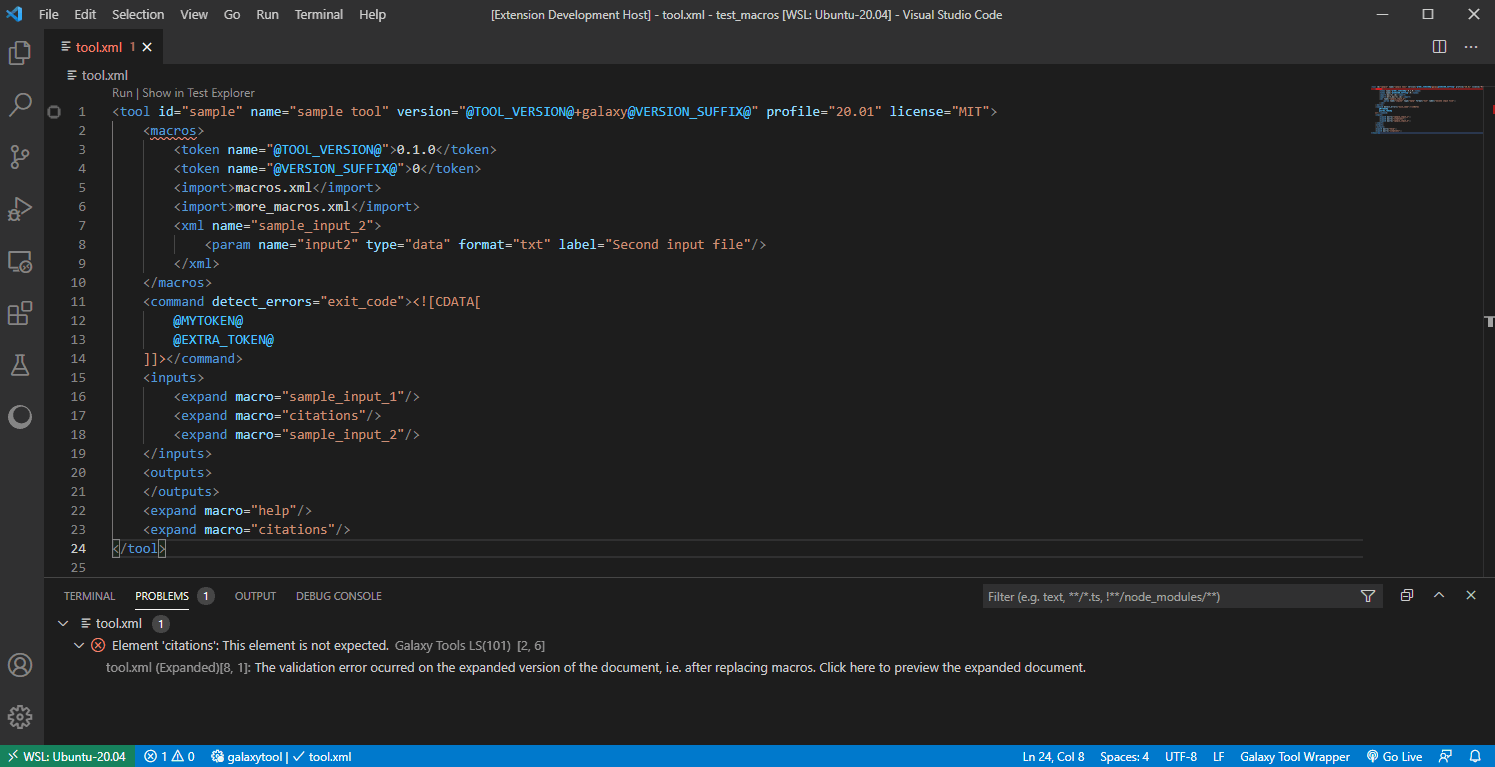 File Edit Selection View Go Run Terminal Help [Extension Development Host] - tool.xml - test_macros [WSL: Ubuntu-20.04] - Visual Studio Code
tool.xml 1
tool.xml
Run | Show in Test Explorer
1 <tool id="sample" name="sample tool" version="@TOOL_VERSION@+galaxy@VERSION_SUFFIX@" profile="20.01" license="MIT">
2 <macros>
3 <token name="@TOOL_VERSION@">0.1.0</token>
4 <token name="@VERSION_SUFFIX@">0</token>
5 <import>macros.xml</import>
6 <import>more_macros.xml</import>
7 <xml name="sample_input_2">
8 <param name="input2" type="data" format="txt" label="Second input file"/>
9 </xml>
10 </macros>
11 <command detect_errors="exit_code"><![CDATA[
12 @MYTOKEN@
13 @EXTRA_TOKEN@
14 ]]></command>
15 <inputs>
16 <expand macro="sample_input_1"/>
17 <expand macro="citations"/>
18 <expand macro="sample_input_2"/>
19 </inputs>
20 <outputs>
21 </outputs>
22 <expand macro="help"/>
23 <expand macro="citations"/>
24 </tool>
25
TERMINAL PROBLEMS 1 OUTPUT DEBUG CONSOLE Filter (e.g. text, **/*.ts, !**/node_modules/**)
tool.xml 1
Element 'citations': This element is not expected. Galaxy Tools LS(101) [2, 6]
tool.xml (Expanded)[8, 1]: The validation error ocurred on the expanded version of the document, i.e. after replacing macros. Click here to preview the expanded document.
WSL: Ubuntu-20.04 1 0 galaxytool | ✓ tool.xml Ln 24, Col 8 Spaces: 4 UTF-8 LF Galaxy Tool Wrapper Go Live